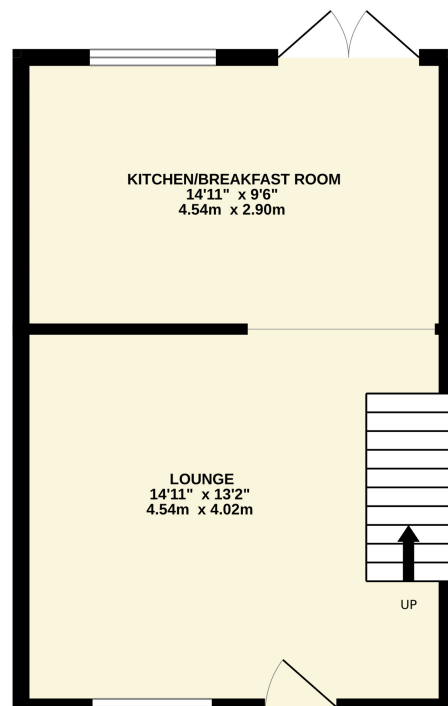 KITCHEN/BREAKFAST ROOM
14'11" x 9'6"
4.54m x 2.90m
LOUNGE
14'11" x 13'2"
4.54m x 4.02m
UP